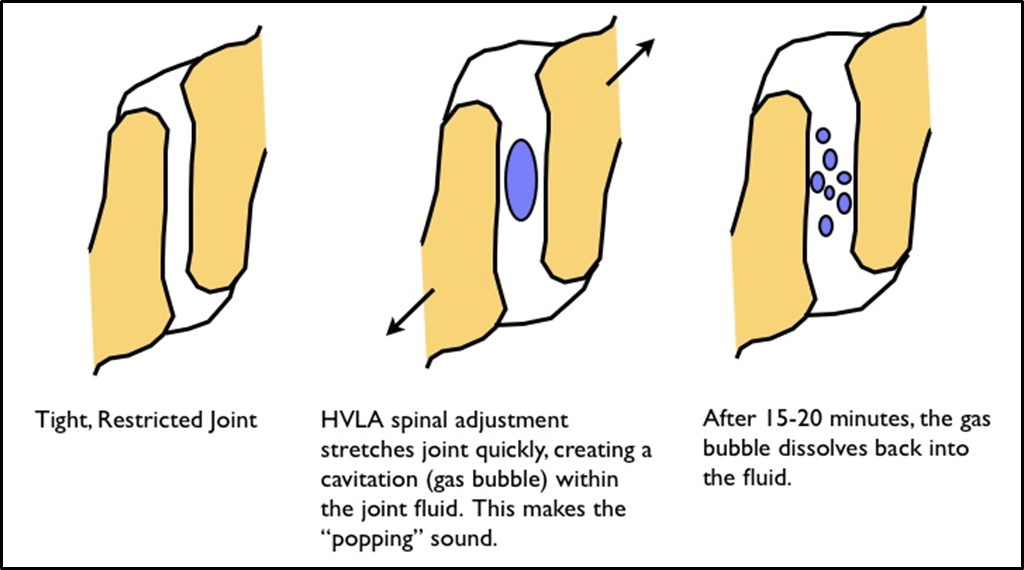 Tight, Restricted Joint
HVLA spinal adjustment
stretches joint quickly, creating a
cavitation (gas bubble) within
the joint fluid. This makes the
“popping” sound.
After 15-20 minutes, the gas
bubble dissolves back into
the fluid.